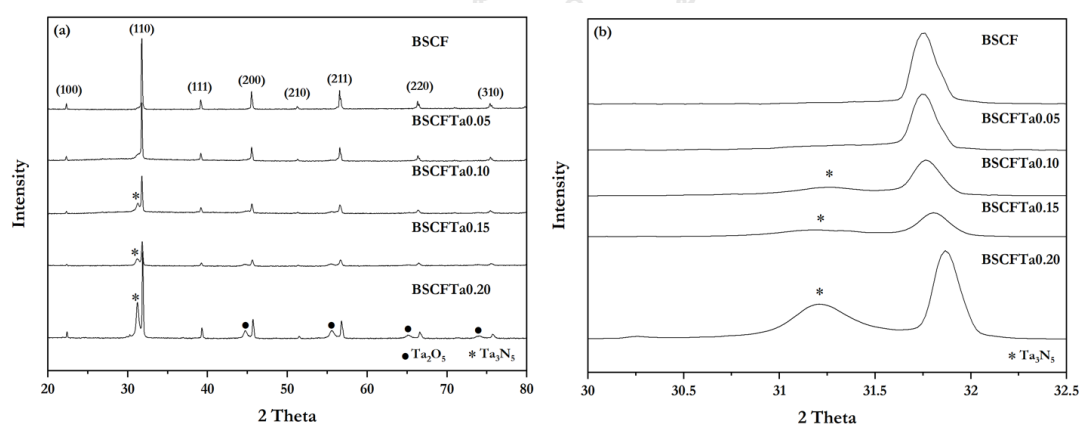 (a)
(110)
BSCF
(100)
(111)
(200)
(210)
(211)
(220)
(310)
BSCFTa0.05
BSCFTa0.10
*
BSCFTa0.15
*
BSCFTa0.20
*
● ● ● ●
● Ta₂O₅ * Ta₃N₅
Intensity
20 30 40 50 60 70 80
2 Theta
(b)
BSCF
BSCFTa0.05
BSCFTa0.10
*
BSCFTa0.15
*
BSCFTa0.20
*
* Ta₃N₅
Intensity
30 30.5 31 31.5 32 32.5
2 Theta